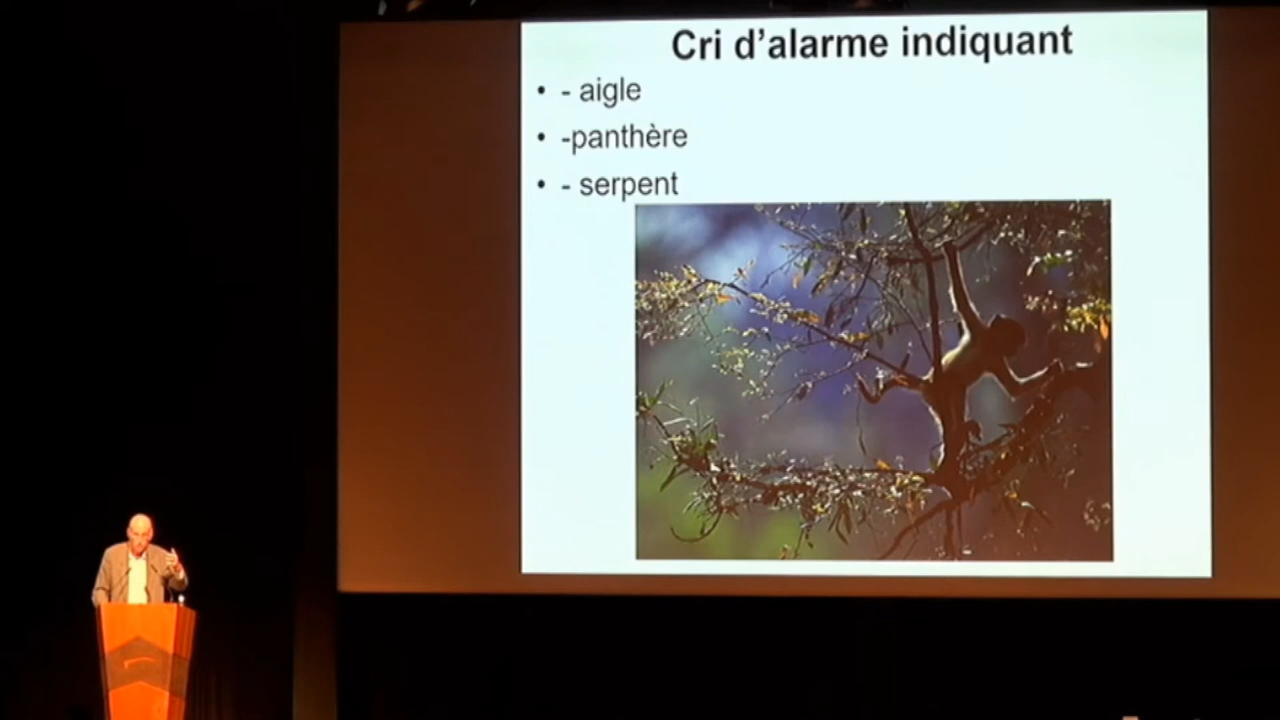 Cri d'alarme indiquant
• - aigle
• -panthère
• - serpent